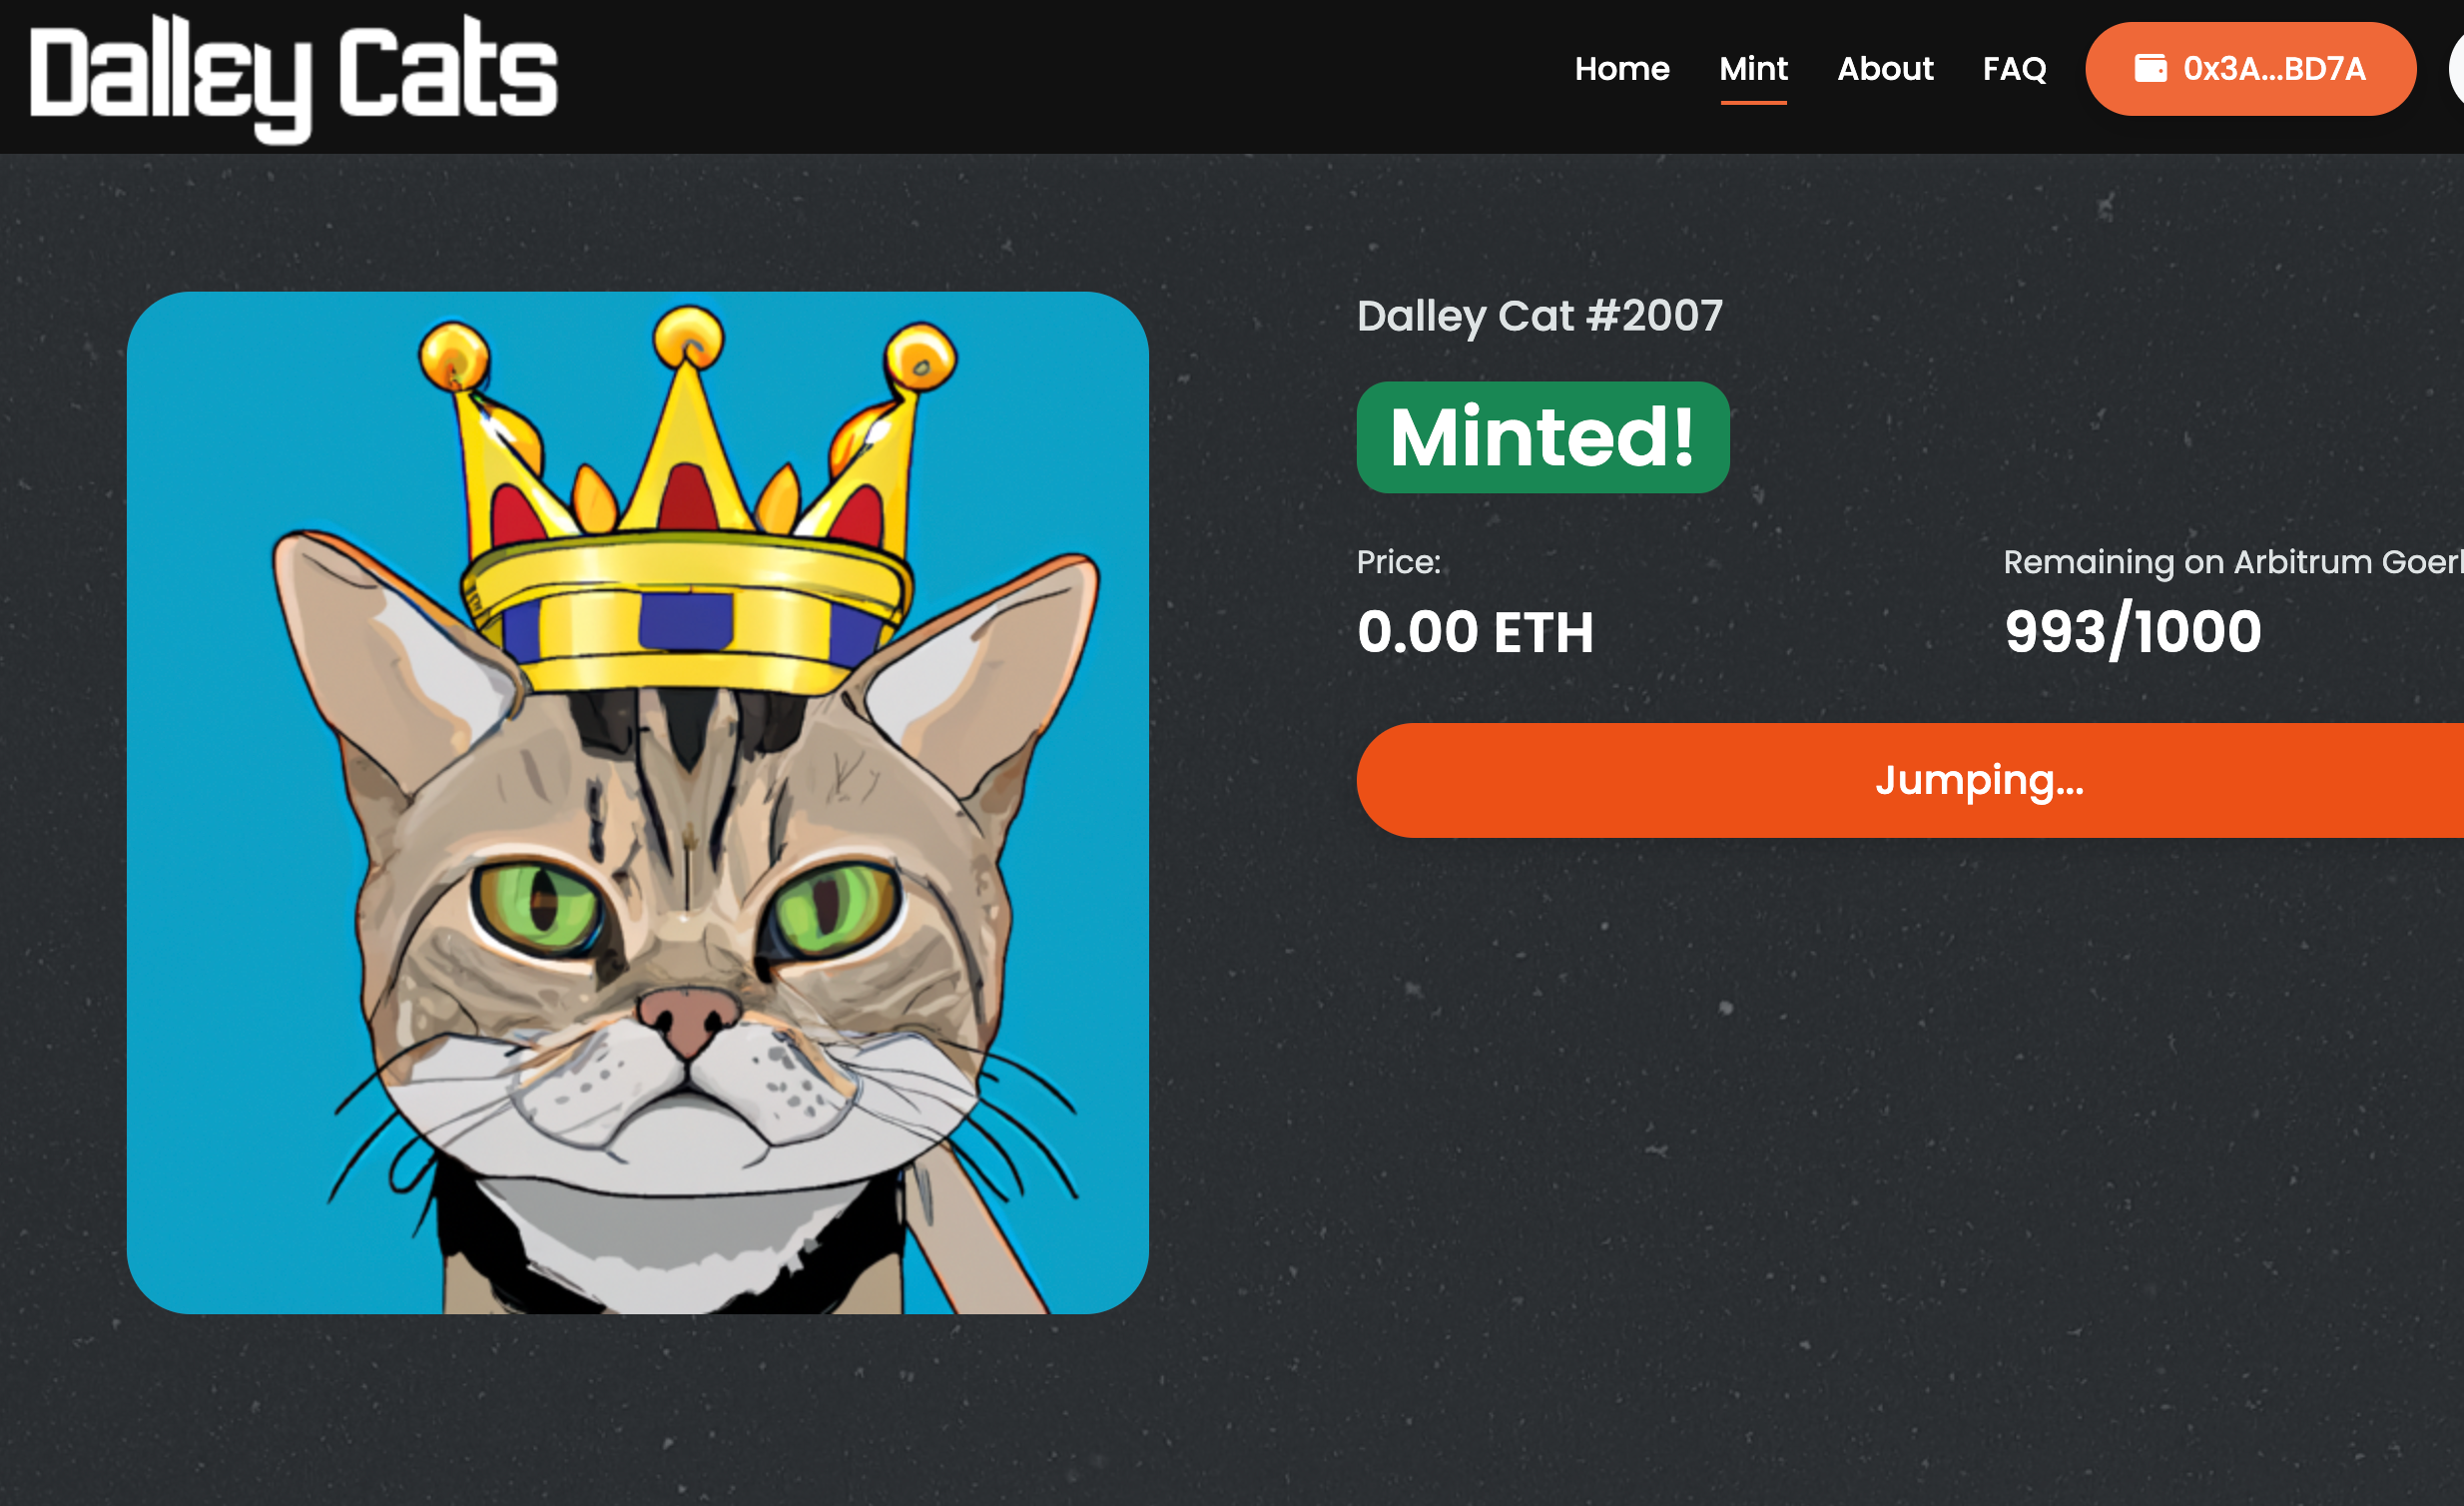 Dalley Cats
Home Mint About FAQ 0x3A...BD7A
Dalley Cat #2007
Minted!
Price:
0.00 ETH
Remaining on Arbitrum
993/1000
Jumping...